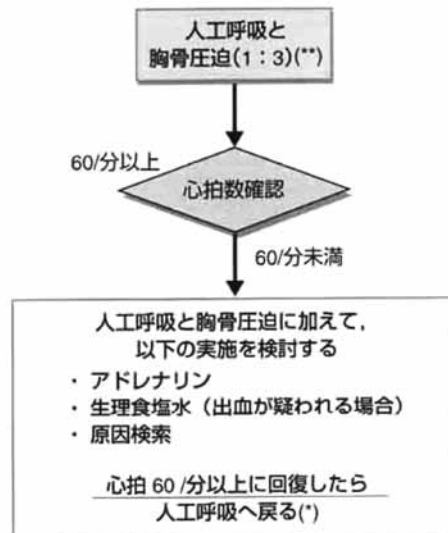 人工呼吸と
胸骨圧迫(1:3)(**)
60/分以上
心拍数確認
60/分未満
人工呼吸と胸骨圧迫に加えて，
以下の実施を検討する
・ アドレナリン
・ 生理食塩水（出血が疑われる場合）
・ 原因検索
心拍 60 /分以上に回復したら
人工呼吸へ戻る(*)